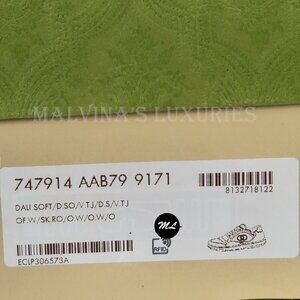 MALVINA'S LUXURIES
747914 AAB79 9171
8132718122
DALI SOFT/D.SO/V.TJ/D.S/V.TJ
OF.W/SK.RO/O.W/O.W/O
ML
RFID
ECLP306573A